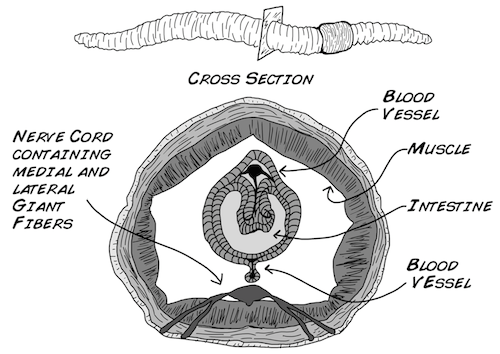 CROSS SECTION
BLOOD
VESSEL
NERVE CORD
CONTAINING
MEDIAL AND
LATERAL
GIANT
FIBERS
MUSCLE
INTESTINE
BLOOD
VESSEL